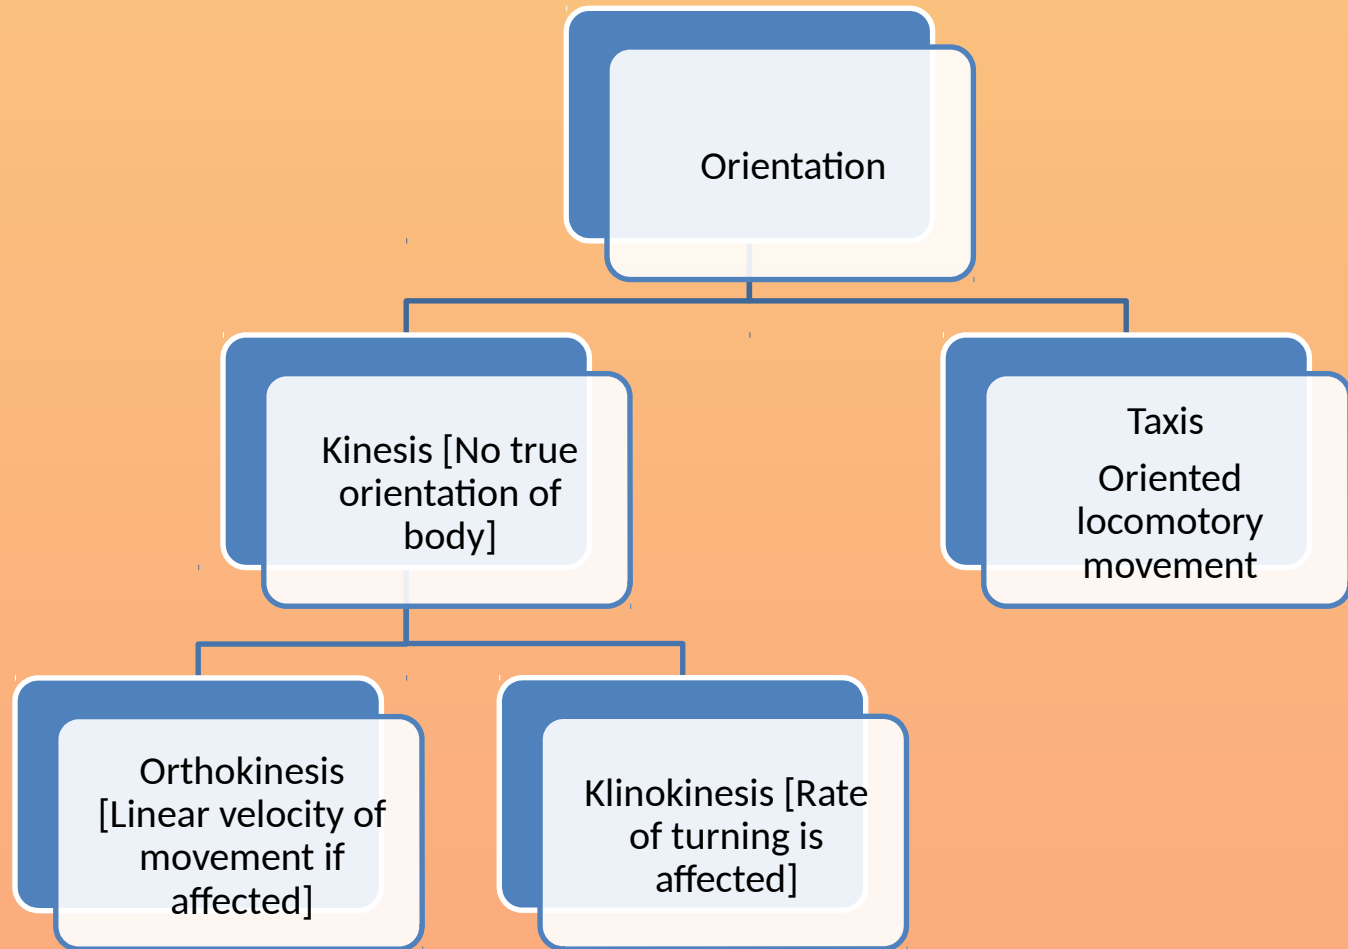 Orientation
Kinesis [No true
orientation of
body]
Taxis
Oriented
locomotory
movement
Orthokinesis
[Linear velocity of
movement if
affected]
Klinokinesis [Rate
of turning is
affected]